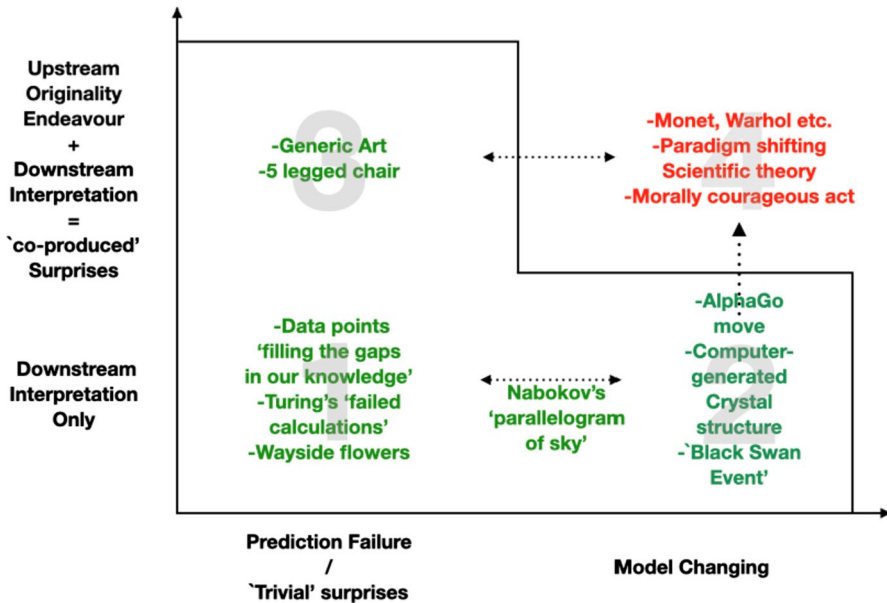 Upstream
Originality
Endeavour
+
Downstream
Interpretation
=
`co-produced’
Surprises
3
-Generic Art
-5 legged chair
4
-Monet, Warhol etc.
-Paradigm shifting
Scientific theory
-Morally courageous act
Downstream
Interpretation
Only
1
-Data points
‘filling the gaps
in our knowledge’
-Turing’s ‘failed
calculations’
-Wayside flowers
Nabokov’s
‘parallelogram
of sky’
2
-AlphaGo
move
-Computer-
generated
Crystal
structure
-`Black Swan
Event’
Prediction Failure
/
`Trivial’ surprises
Model Changing